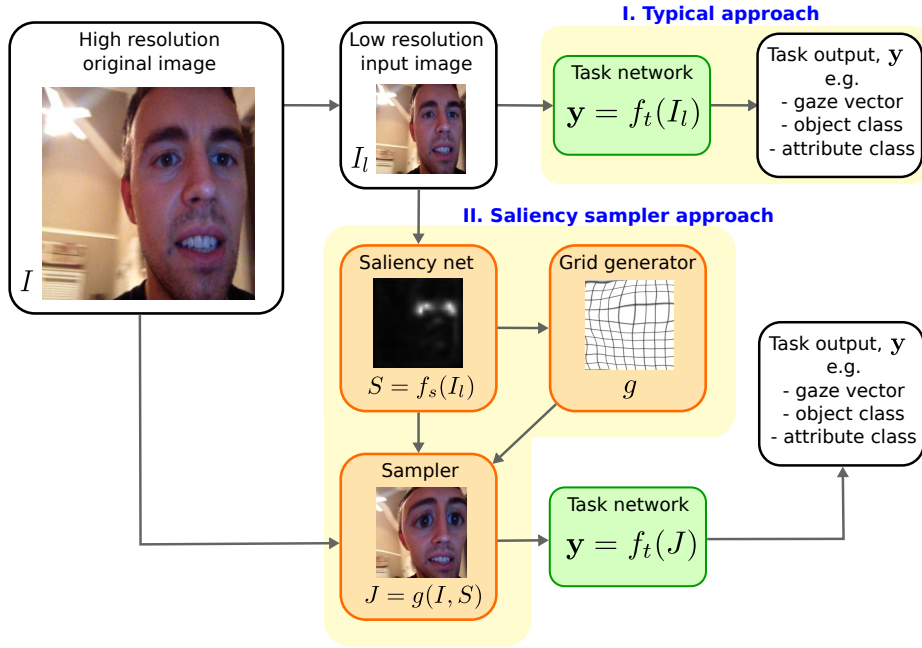 I. Typical approach
High resolution
original image
I
Low resolution
input image
I_l
Task network
y = f_t(I_l)
Task output, y
e.g.
- gaze vector
- object class
- attribute class
II. Saliency sampler approach
Saliency net
S = f_s(I_l)
Grid generator
g
Sampler
J = g(I, S)
Task network
y = f_t(J)
Task output, y
e.g.
- gaze vector
- object class
- attribute class